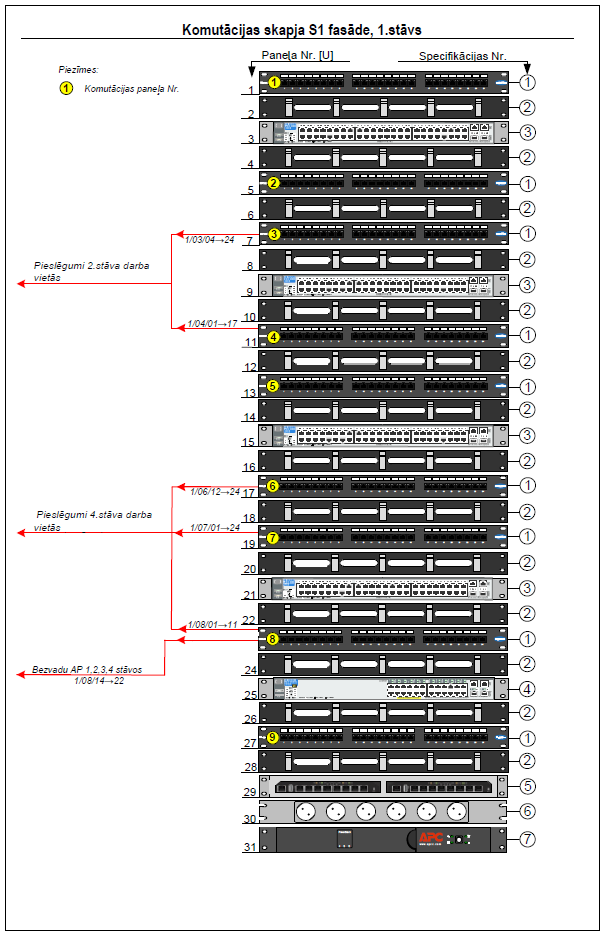 Komutācijas skapja S1 fasāde, 1.stāvs
Paneļa Nr. [U]
Specifikācijas Nr.
Piezīmes:
1 Komutācijas paneļa Nr.
1 1 1
2 2
3 3
4 2
5 2 1
6 2
1/03/04→24
7 3 1
Pieslēgumi 2.stāva darba
vietās
8 2
9 3
10 2
1/04/01→17
11 4 1
12 2
13 5 1
14 2
15 3
16 2
1/06/12→24
17 6 1
Pieslēgumi 4.stāva darba
vietās
18 2
1/07/01→24
19 7 1
20 2
21 3
22 2
1/08/01→11
8 1
Bezvadu AP 1,2,3,4 stāvos
1/08/14→22
24 2
25 4
26 2
27 9 1
28 2
29 5
30 6
31 APC 7
www.apcc.com